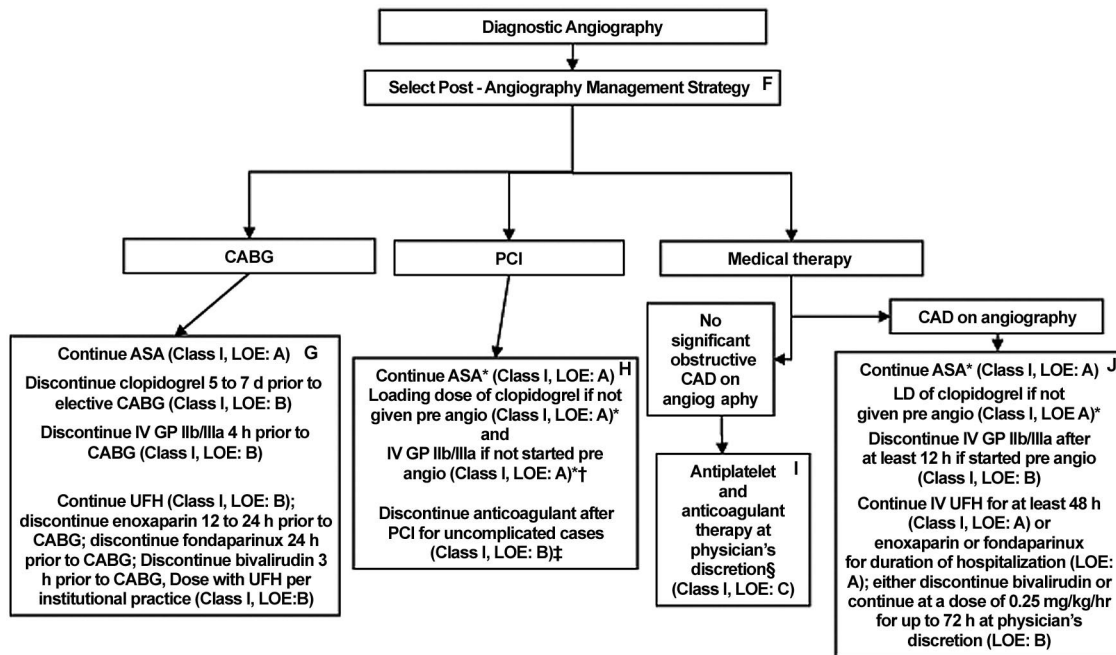 Diagnostic Angiography
Select Post - Angiography Management Strategy
F
CABG
PCI
Medical therapy
G
Continue ASA (Class I, LOE: A)
Discontinue clopidogrel 5 to 7 d prior to
elective CABG (Class I, LOE: B)
Discontinue IV GP IIb/IIIa 4 h prior to
CABG (Class I, LOE: B)
Continue UFH (Class I, LOE: B);
discontinue enoxaparin 12 to 24 h prior to
CABG; discontinue fondaparinux 24 h
prior to CABG; Discontinue bivalirudin 3
h prior to CABG, Dose with UFH per
institutional practice (Class I, LOE:B)
H
Continue ASA* (Class I, LOE: A)
Loading dose of clopidogrel if not
given pre angio (Class I, LOE: A)*
and
IV GP IIb/IIIa if not started pre
angio (Class I, LOE: A)*†
Discontinue anticoagulant after
PCI for uncomplicated cases
(Class I, LOE: B)‡
No
significant
obstructive
CAD on
angiog aphy
I
Antiplatelet
and
anticoagulant
therapy at
physician’s
discretion§
(Class I, LOE: C)
CAD on angiography
J
Continue ASA* (Class I, LOE: A)
LD of clopidogrel if not
given pre angio (Class I, LOE A)*
Discontinue IV GP IIb/IIIa after
at least 12 h if started pre angio
(Class I, LOE: B)
Continue IV UFH for at least 48 h
(Class I, LOE: A) or
enoxaparin or fondaparinux
for duration of hospitalization (LOE:
A); either discontinue bivalirudin or
continue at a dose of 0.25 mg/kg/hr
for up to 72 h at physician’s
discretion (LOE: B)